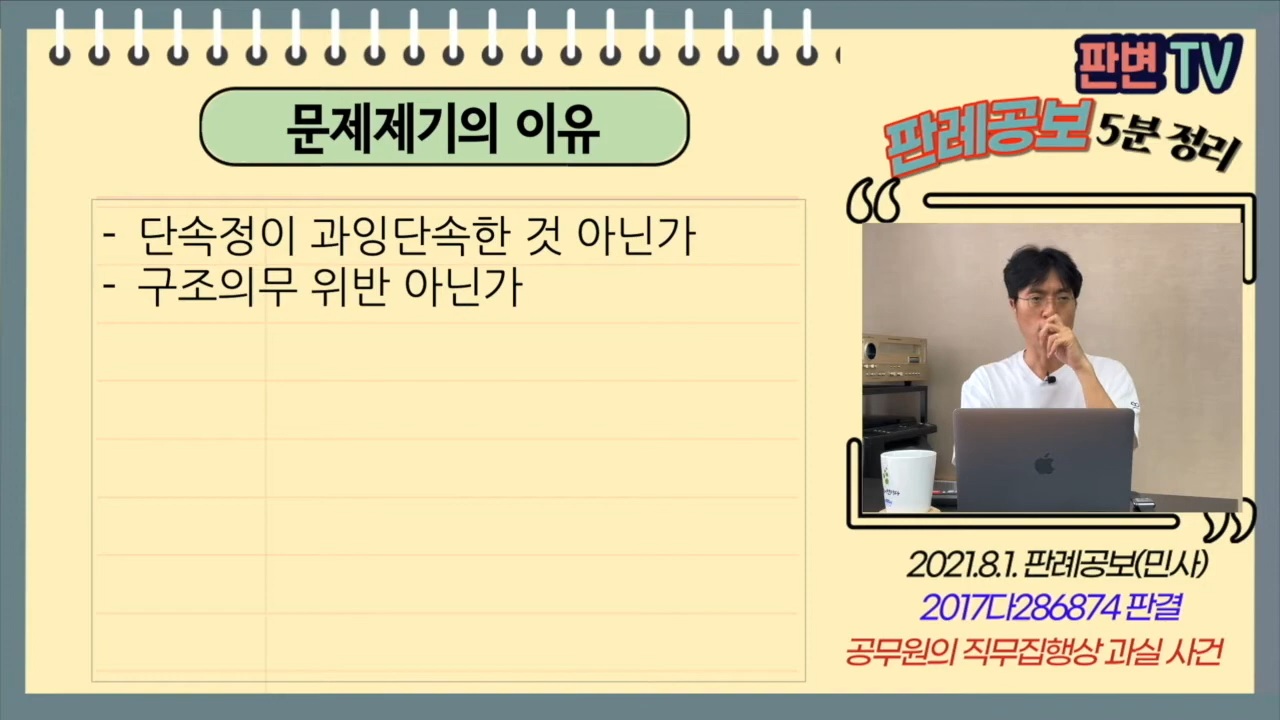 문제제기의 이유
- 단속정이 과잉단속한 것 아닌가
- 구조의무 위반 아닌가
판변 TV
판례공보 5분 정리
2021.8.1. 판례공보(민사)
2017다286874 판결
공무원의 직무집행상 과실 사건